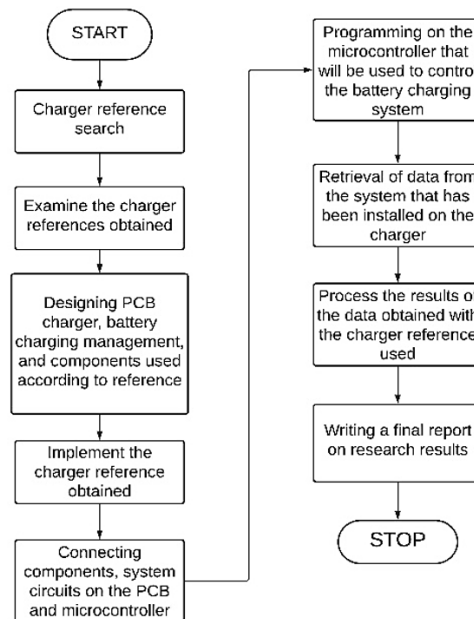 START
Charger reference
search
Examine the charger
references obtained
Designing PCB
charger, battery
charging management,
and components used
according to reference
Implement the
charger reference
obtained
Connecting
components, system
circuits on the PCB
and microcontroller
Programming on the
microcontroller that
will be used to control
the battery charging
system
Retrieval of data from
the system that has
been installed on the
charger
Process the results of
the data obtained with
the charger reference
used
Writing a final report
on research results
STOP